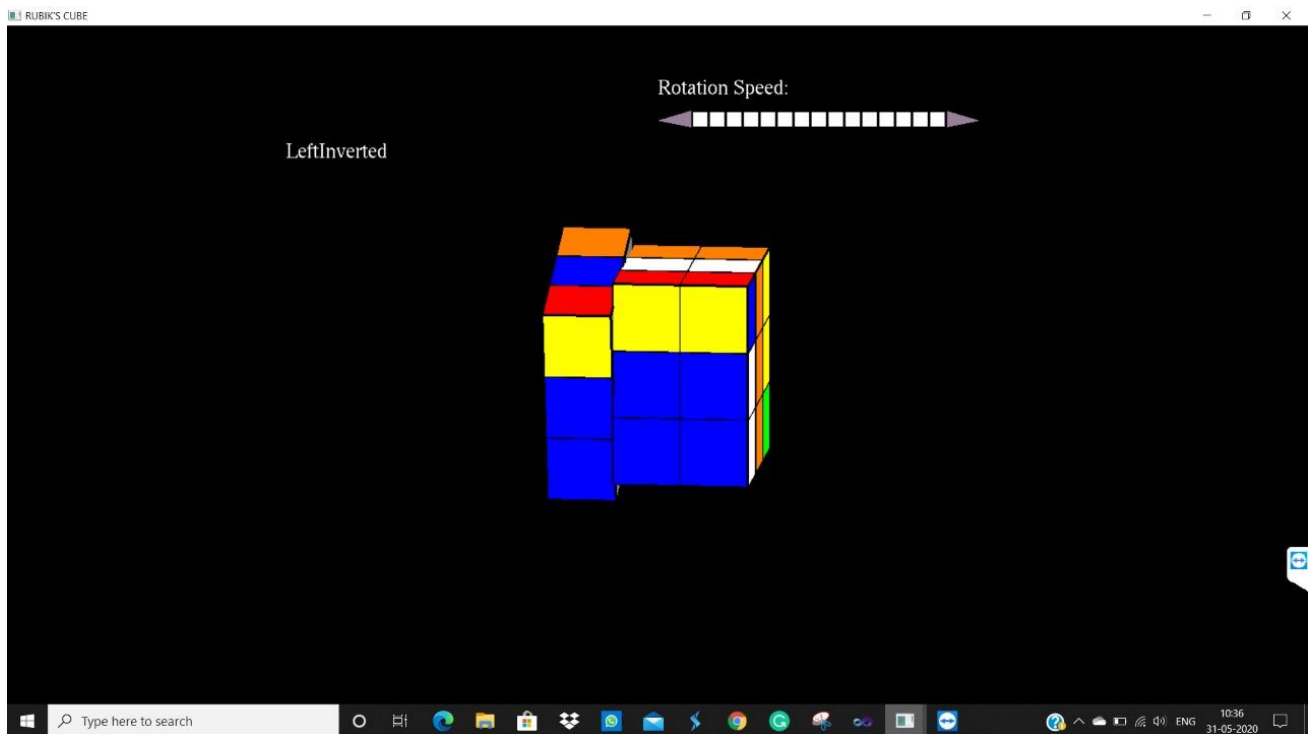 RUBIK'S CUBE
Rotation Speed:
LeftInverted
Type here to search
ENG
10:36
31-05-2020